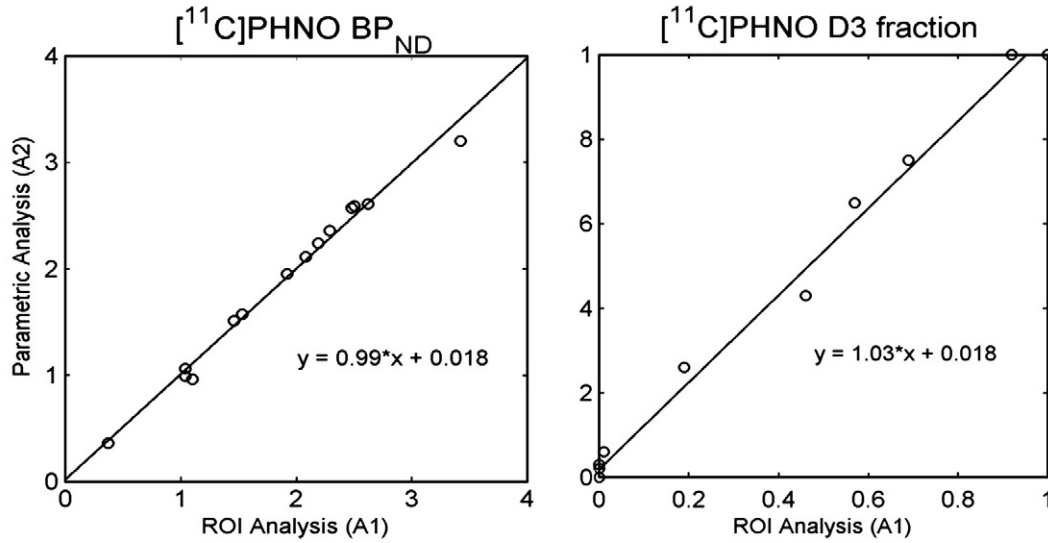 [¹¹C]PHNO BP_ND
4
3
2
1
0
Parametric Analysis (A2)
y = 0.99*x + 0.018
0 1 2 3 4
ROI Analysis (A1)
[¹¹C]PHNO D3 fraction
1
8
6
4
2
0
y = 1.03*x + 0.018
0 0.2 0.4 0.6 0.8 1
ROI Analysis (A1)